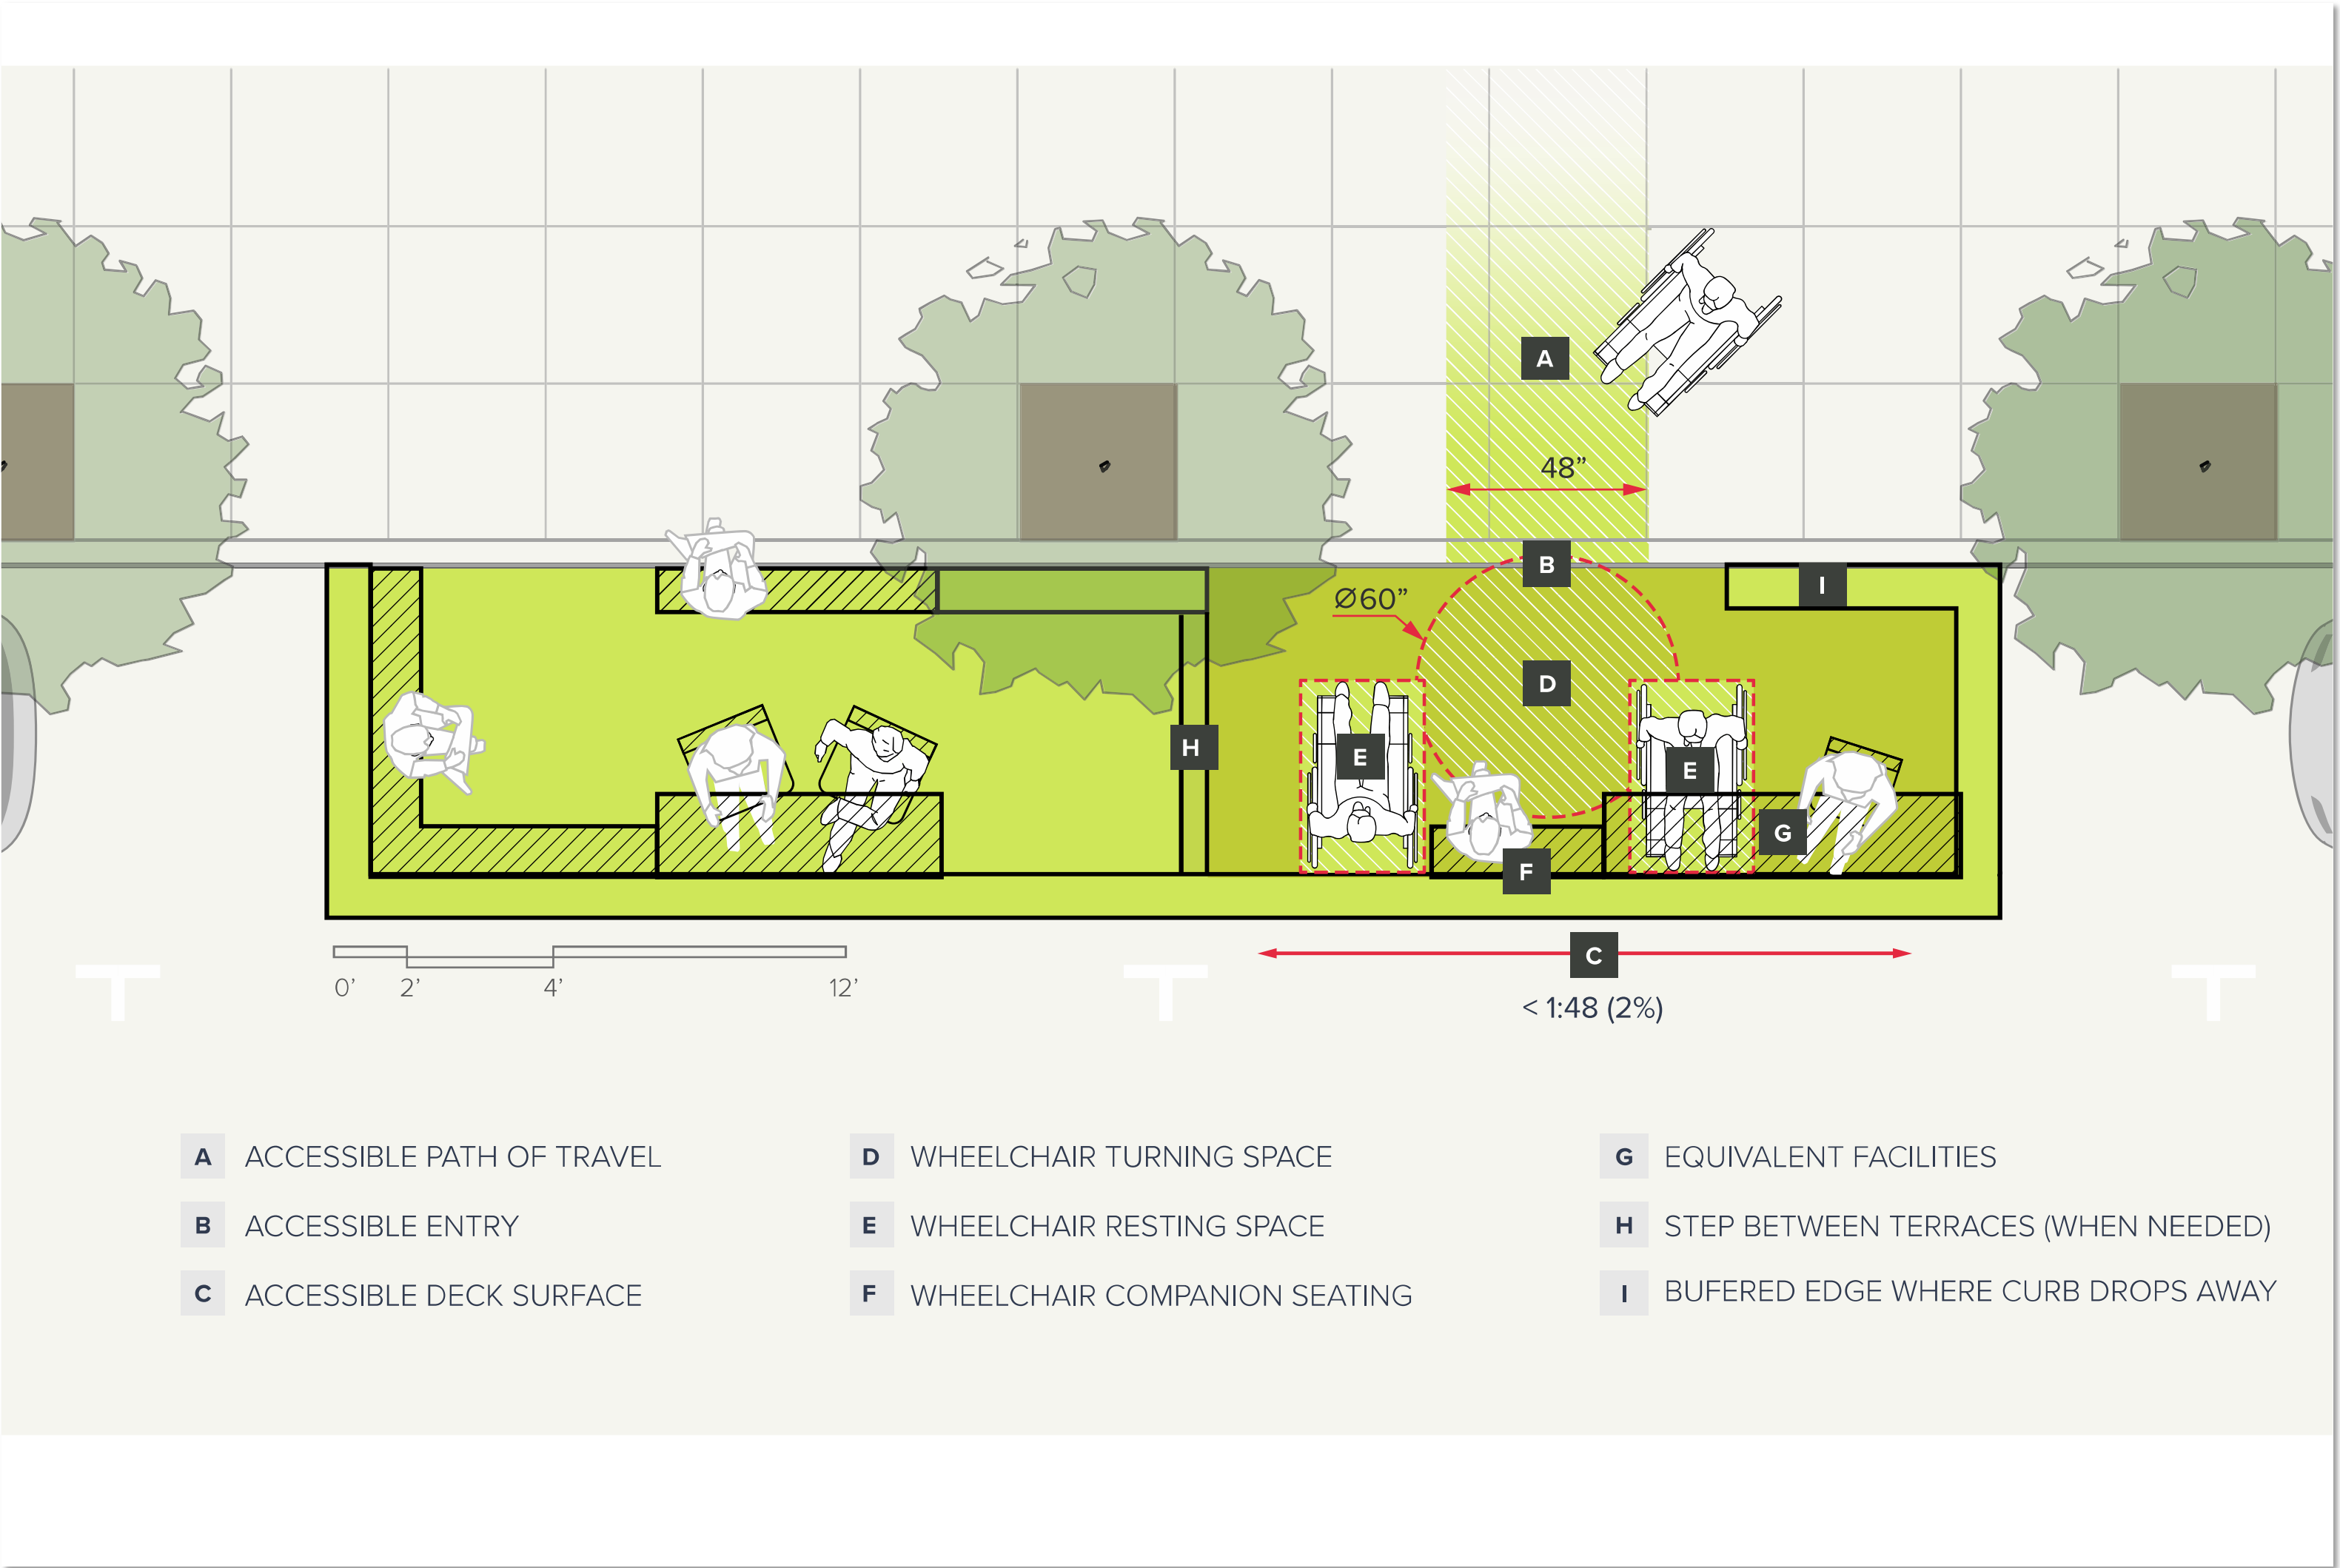 A
48”
B
I
Ø60”
D
H
E
E
G
F
C
0’ 2’ 4’ 12’
< 1:48 (2%)
A ACCESSIBLE PATH OF TRAVEL
B ACCESSIBLE ENTRY
C ACCESSIBLE DECK SURFACE
D WHEELCHAIR TURNING SPACE
E WHEELCHAIR RESTING SPACE
F WHEELCHAIR COMPANION SEATING
G EQUIVALENT FACILITIES
H STEP BETWEEN TERRACES (WHEN NEEDED)
I BUFERED EDGE WHERE CURB DROPS AWAY